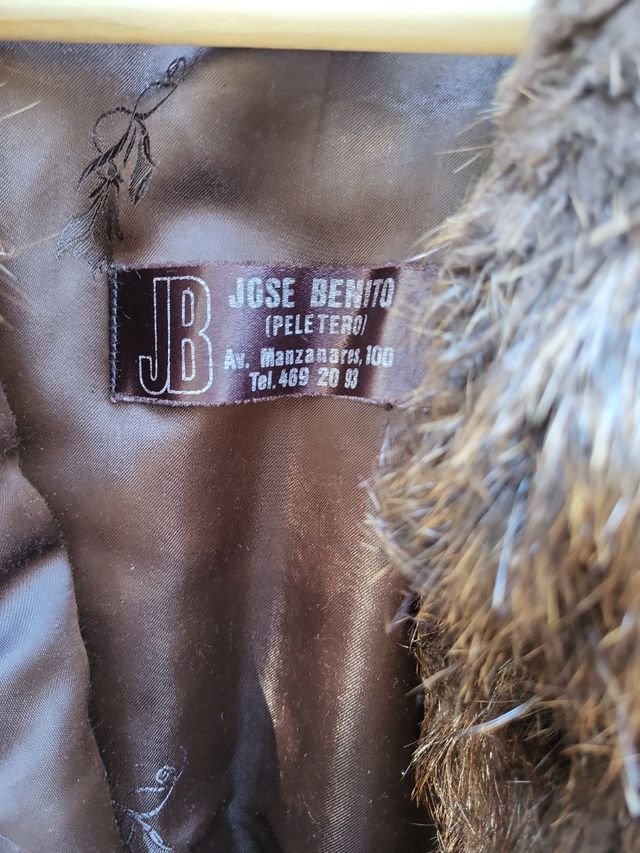 JB
JOSE BENITO
(PELETERO)
Av. Manzanares, 100
Tel. 469 20 93